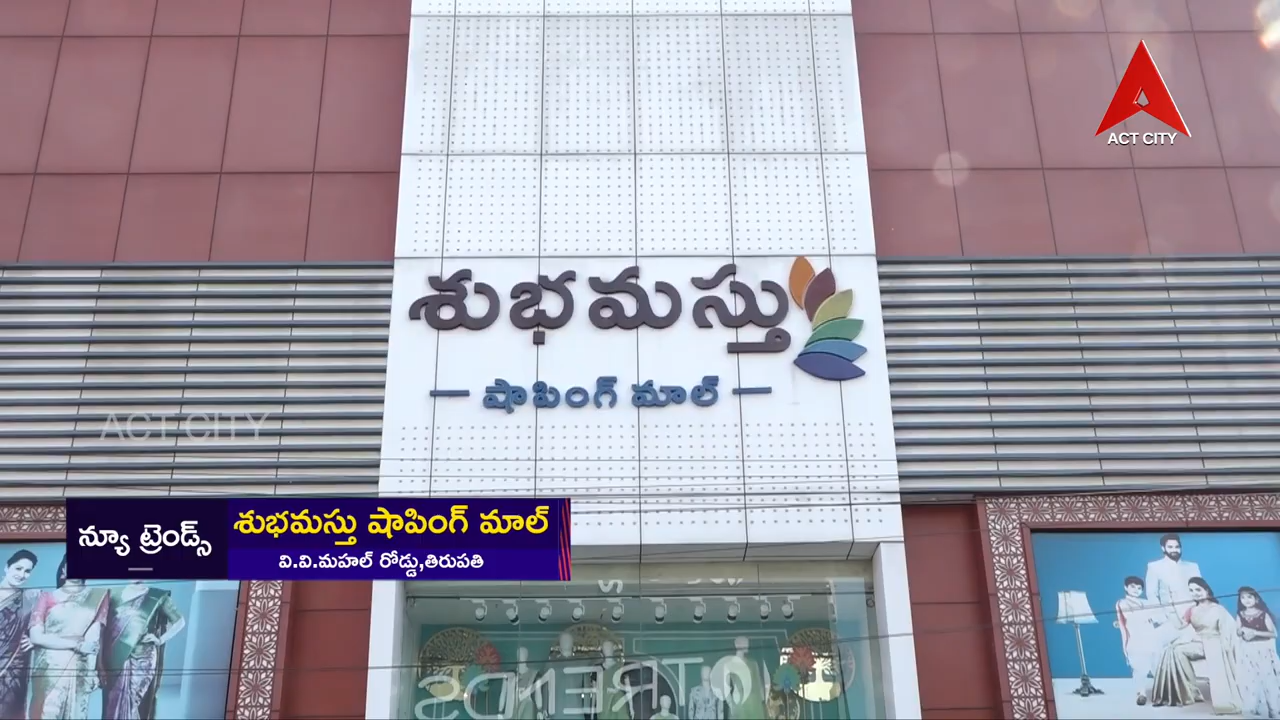 ACT CITY
శుభమస్తు
షాపింగ్ మాల్
ACT CITY
న్యూ ట్రెండ్స్
శుభమస్తు షాపింగ్ మాల్
వి.వి.మహల్ రోడ్డు,తిరుపతి